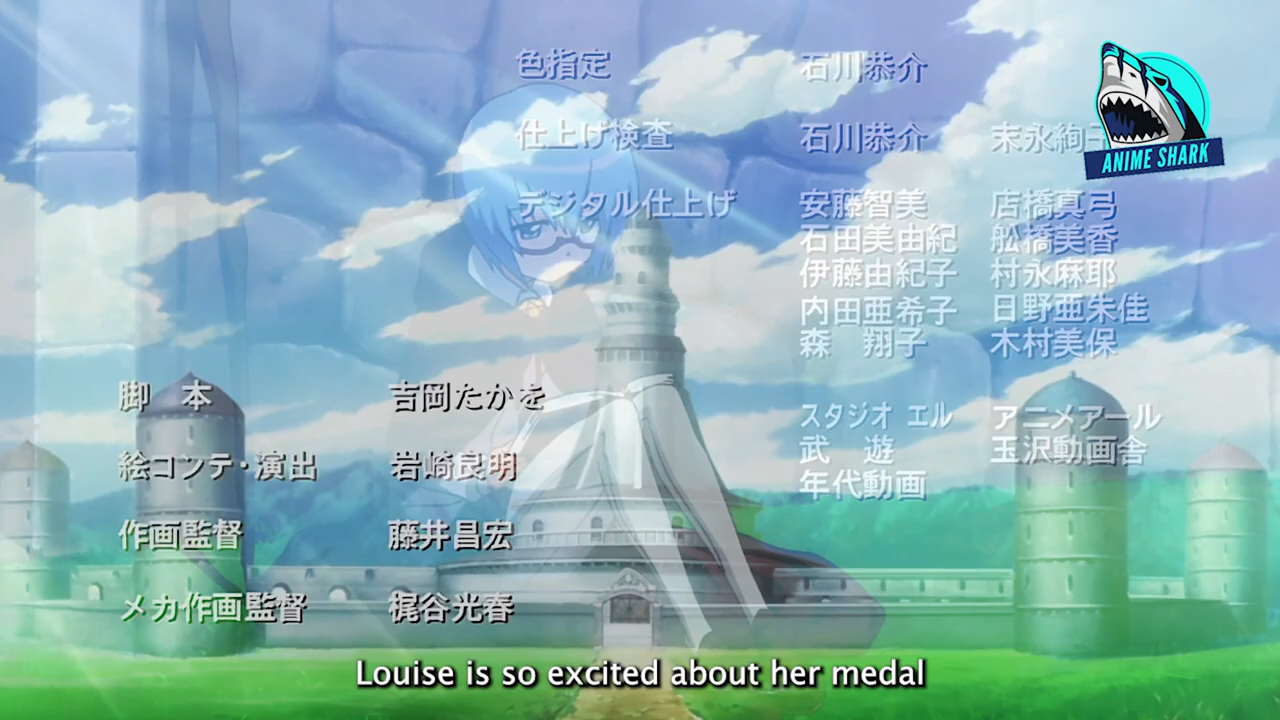 色指定 石川恭介
仕上げ検査 石川恭介 末永絢子
デジタル仕上げ 安藤智美 店橋真弓
石田美由紀 舩橋美香
伊藤由紀子 村永麻耶
内田亜希子 日野亜朱佳
森 翔子 木村美保
スタジオ エル アニメアール
武 遊 玉沢動画舎
年代動画
脚 本 吉岡たかを
絵コンテ・演出 岩崎良明
作画監督 藤井昌宏
メカ作画監督 梶谷光春
ANIME SHARK
Louise is so excited about her medal